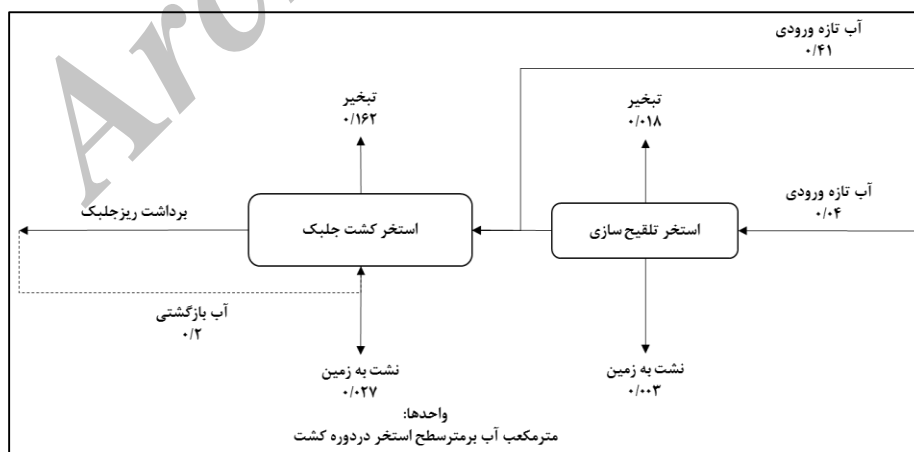 آب تازه ورودی
۰/۴۱
تبخیر
۰/۰۱۸
تبخیر
۰/۱۶۲
آب تازه ورودی
۰/۰۴
استخر تلقیح سازی
استخر کشت جلبک
برداشت ریزجلبک
آب بازگشتی
۰/۲
نشت به زمین
۰/۰۰۳
نشت به زمین
۰/۰۲۷
واحدها:
مترمکعب آب برمترسطح استخر دردوره کشت